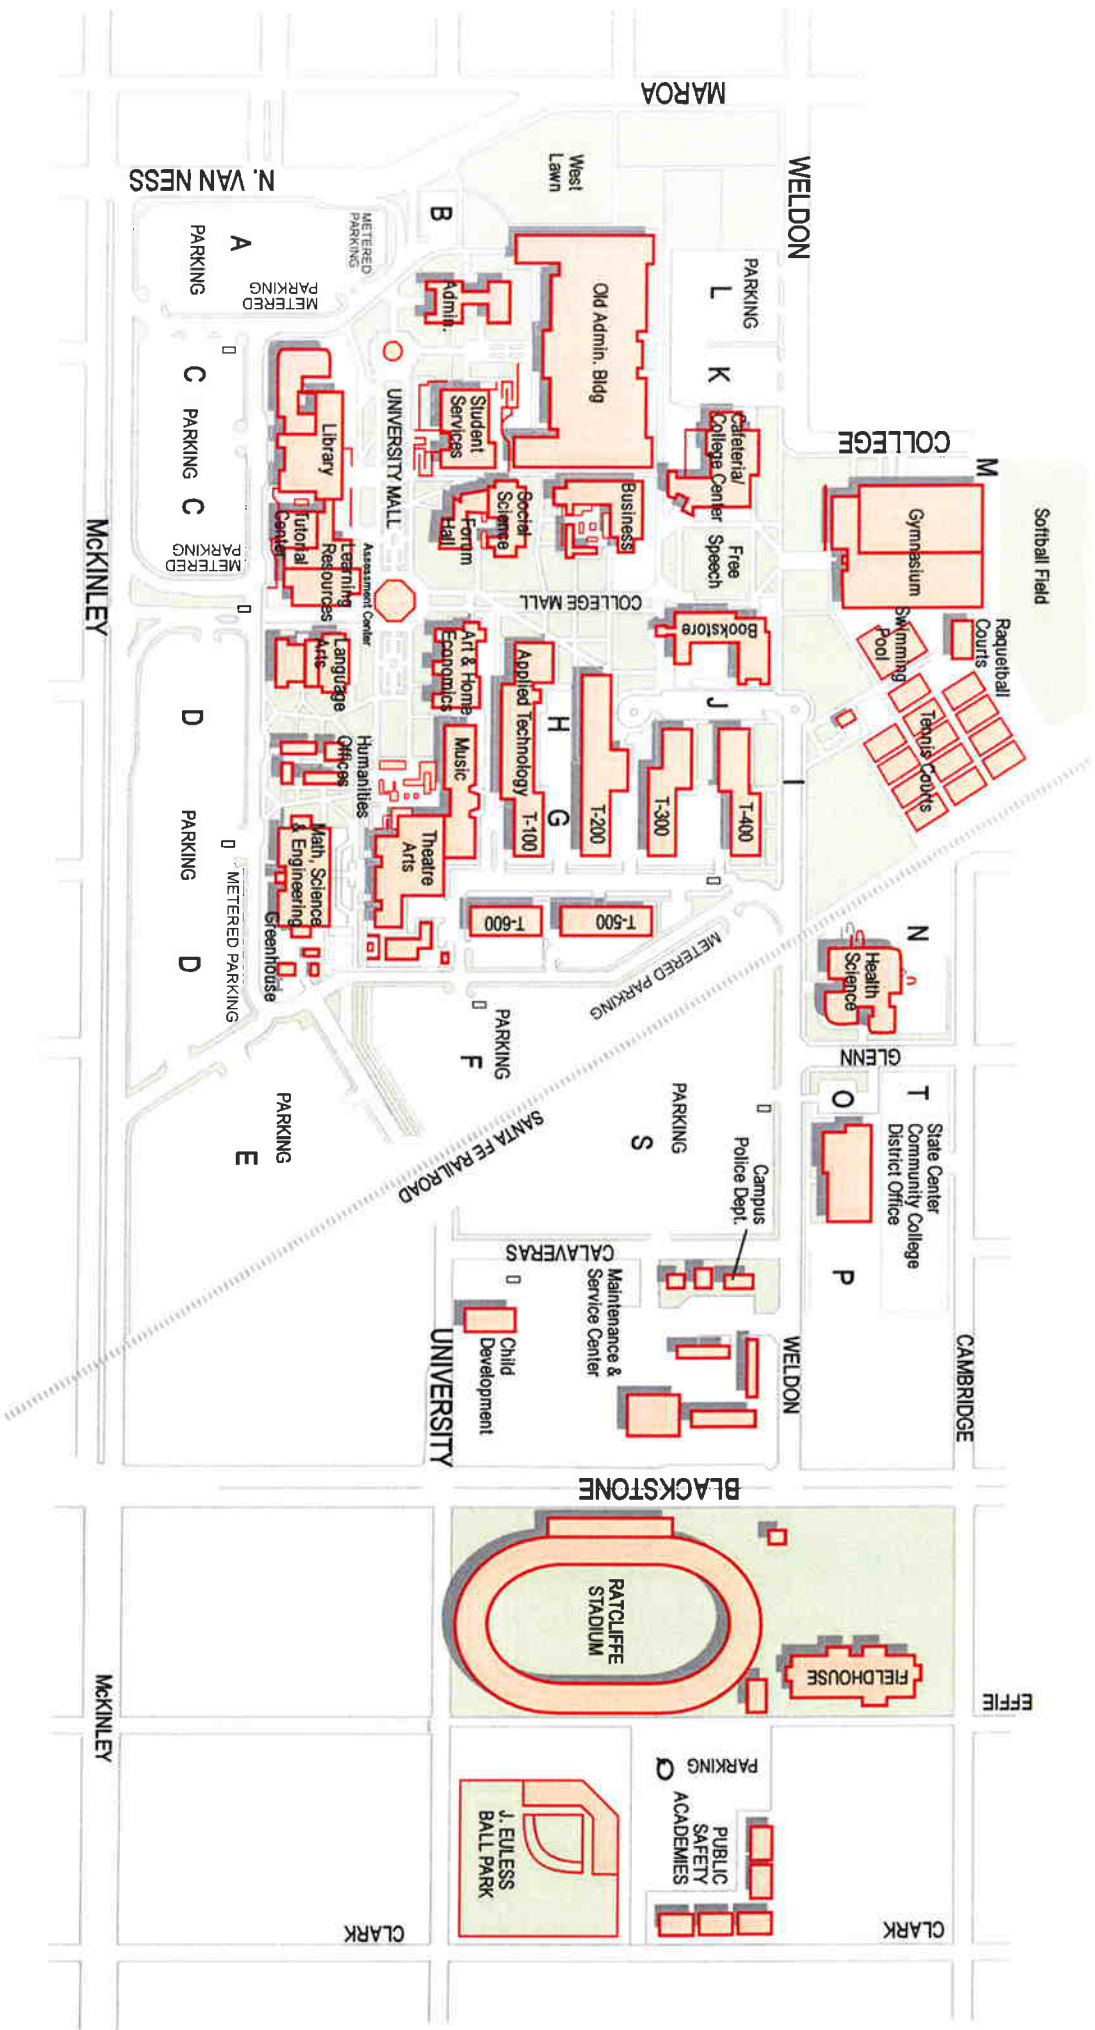 MAROA
N. VAN NESS
WELDON
West
Lawn
B
A
PARKING
METERED
PARKING
METERED
PARKING
PARKING
L
K
Old Admin. Bldg
Admin.
COLLEGE
M
Softball Field
Gymnasium
Cafeteria/
College Center
Student
Services
UNIVERSITY MALL
Library
C
PARKING
C
METERED
PARKING
McKINLEY
Business
Social
Science
Forum
Hall
Free
Speech
COLLEGE MALL
Tutorial
Center
Learning
Resources
Assessment Center
Bookstore
Swimming
Pool
Raquetball
Courts
Tennis Courts
Art & Home
Economics
Applied Technology
Language
Arts
Humanities
Offices
Music
J
I
H
G
T-100
T-200
T-300
T-400
D
PARKING
D
METERED PARKING
Math, Science
& Engineering
Theatre
Arts
Greenhouse
T-600
T-500
METERED PARKING
N
Health
Science
GLENN
PARKING
F
PARKING
E
SANTA FE RAILROAD
PARKING
S
T
O
State Center
Community College
District Office
P
Campus
Police Dept.
CALAVERAS
Maintenance &
Service Center
Child
Development
UNIVERSITY
WELDON
CAMBRIDGE
BLACKSTONE
RATCLIFFE
STADIUM
FIELDHOUSE
EFFIE
McKINLEY
PARKING
Q
PUBLIC
SAFETY
ACADEMIES
J. EULESS
BALL PARK
CLARK
CLARK